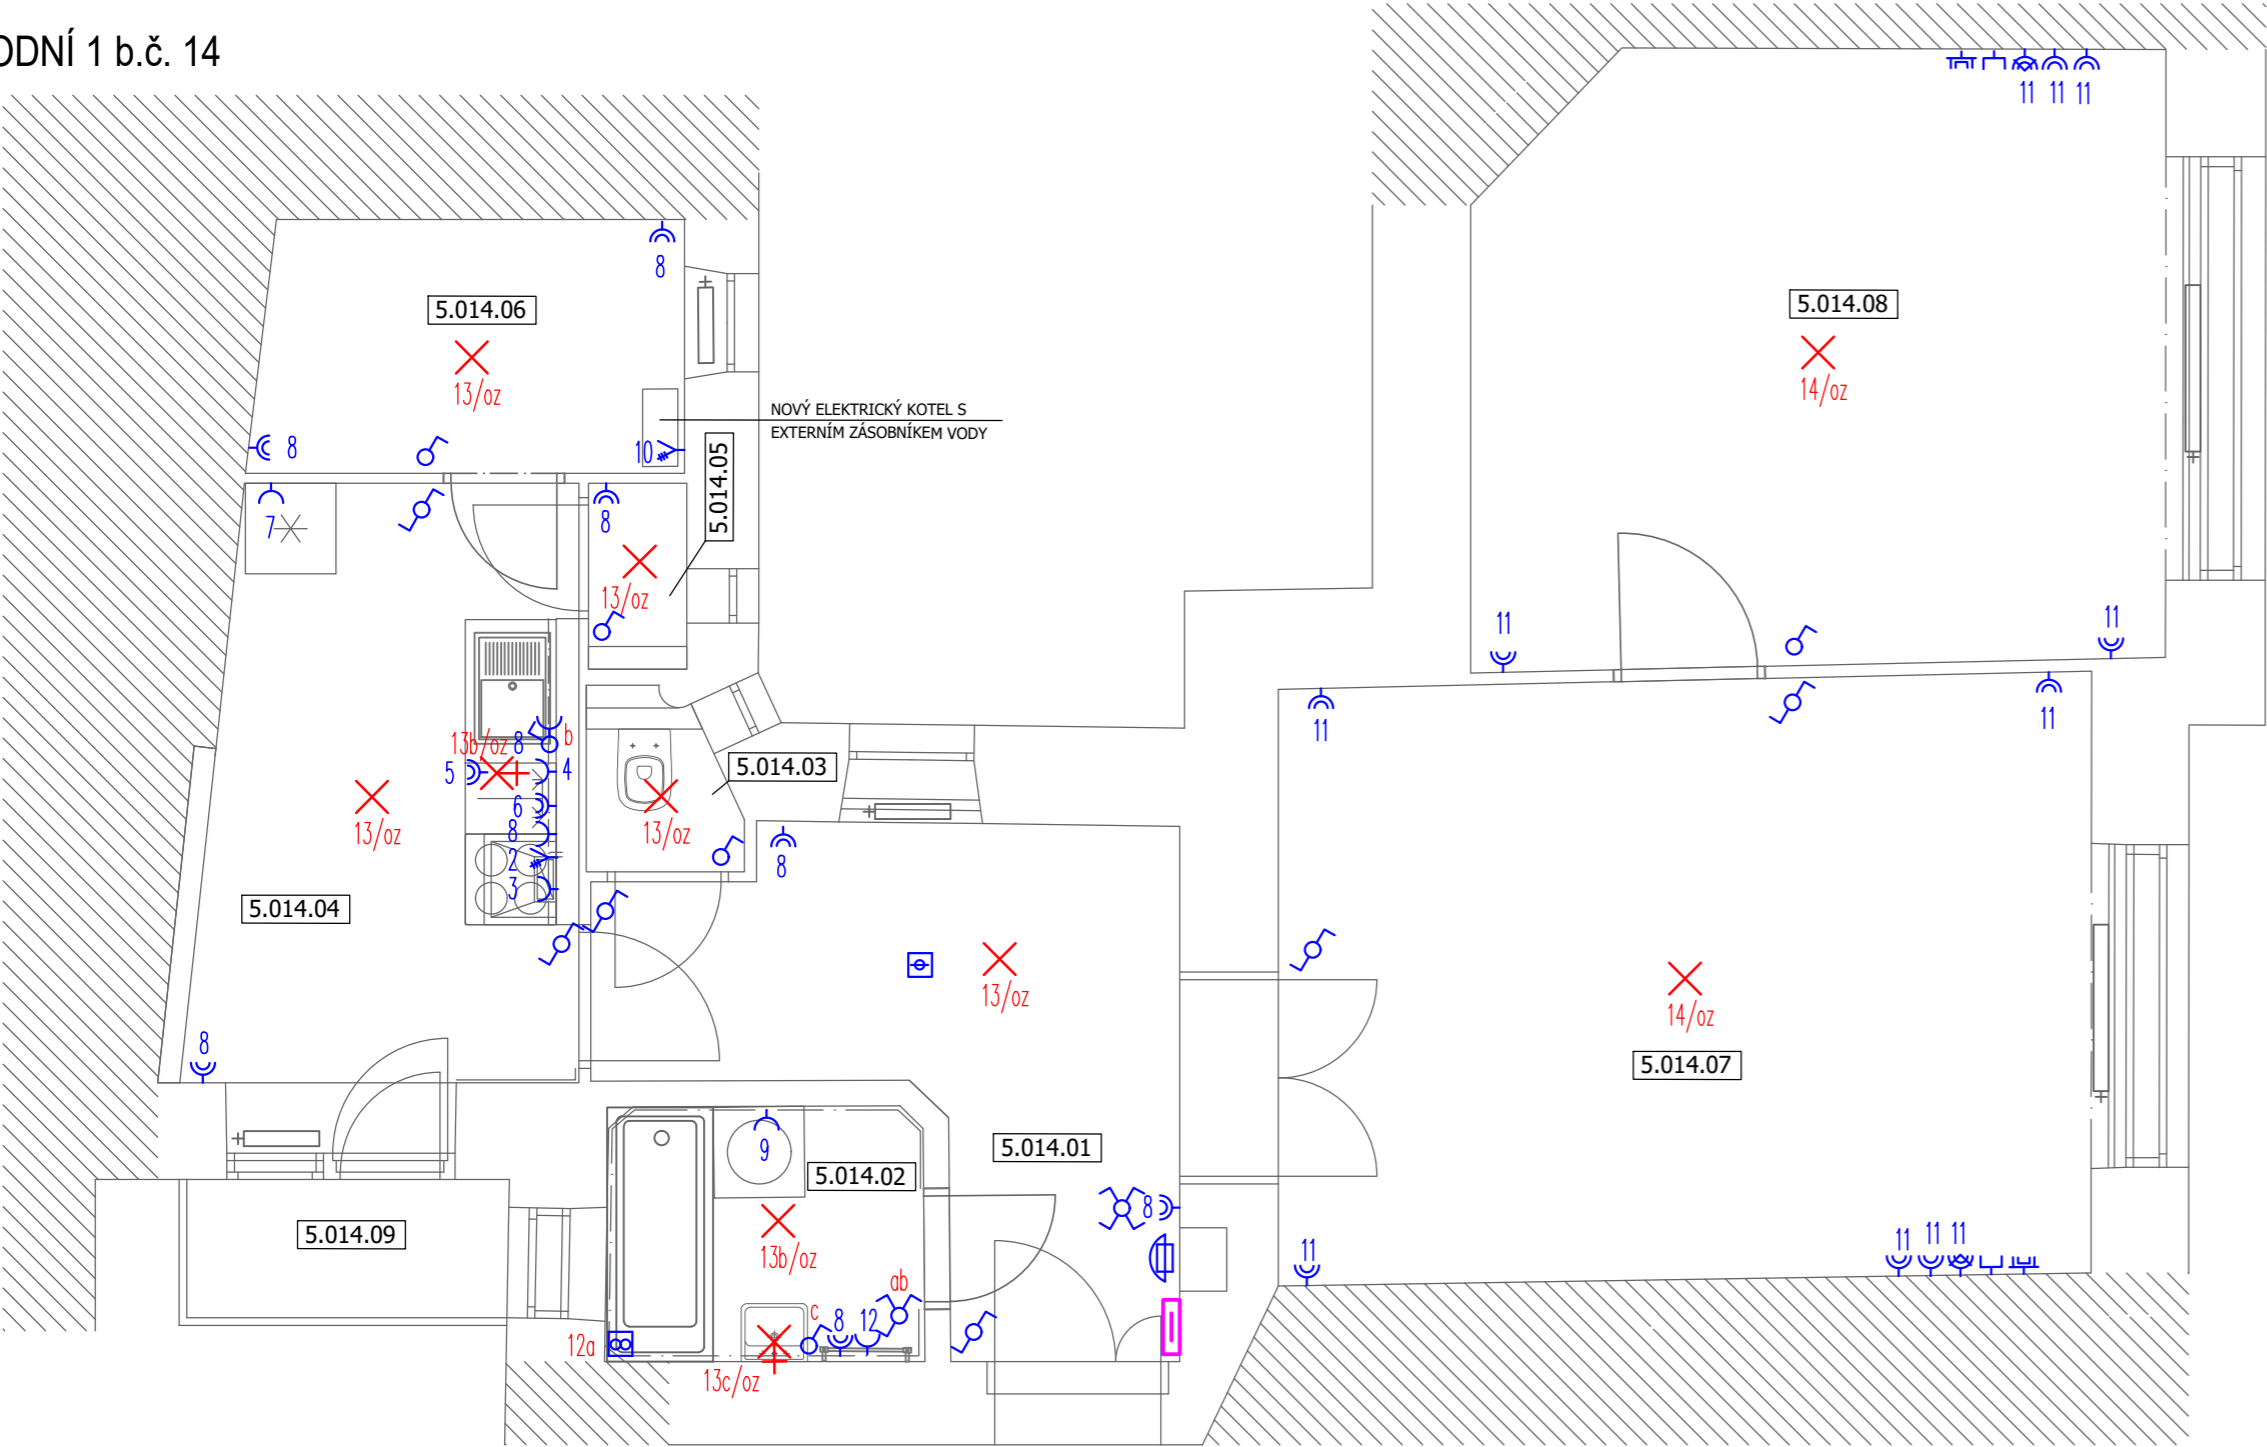 ODNÍ 1 b.č. 14
11 11 11
8
5.014.06
5.014.08
13/oz
14/oz
NOVÝ ELEKTRICKÝ KOTEL S
EXTERNÍM ZÁSOBNÍKEM VODY
8
10
5.014.05
7
8
13/oz
11
11
11
11
13b/oz
8
b
5
4
5.014.03
6
13/oz
8
13/oz
8
2
3
5.014.04
13/oz
14/oz
8
5.014.07
9
5.014.01
5.014.02
8
5.014.09
13b/oz
11
11 11 11
ab
c
8
12
12a
13c/oz